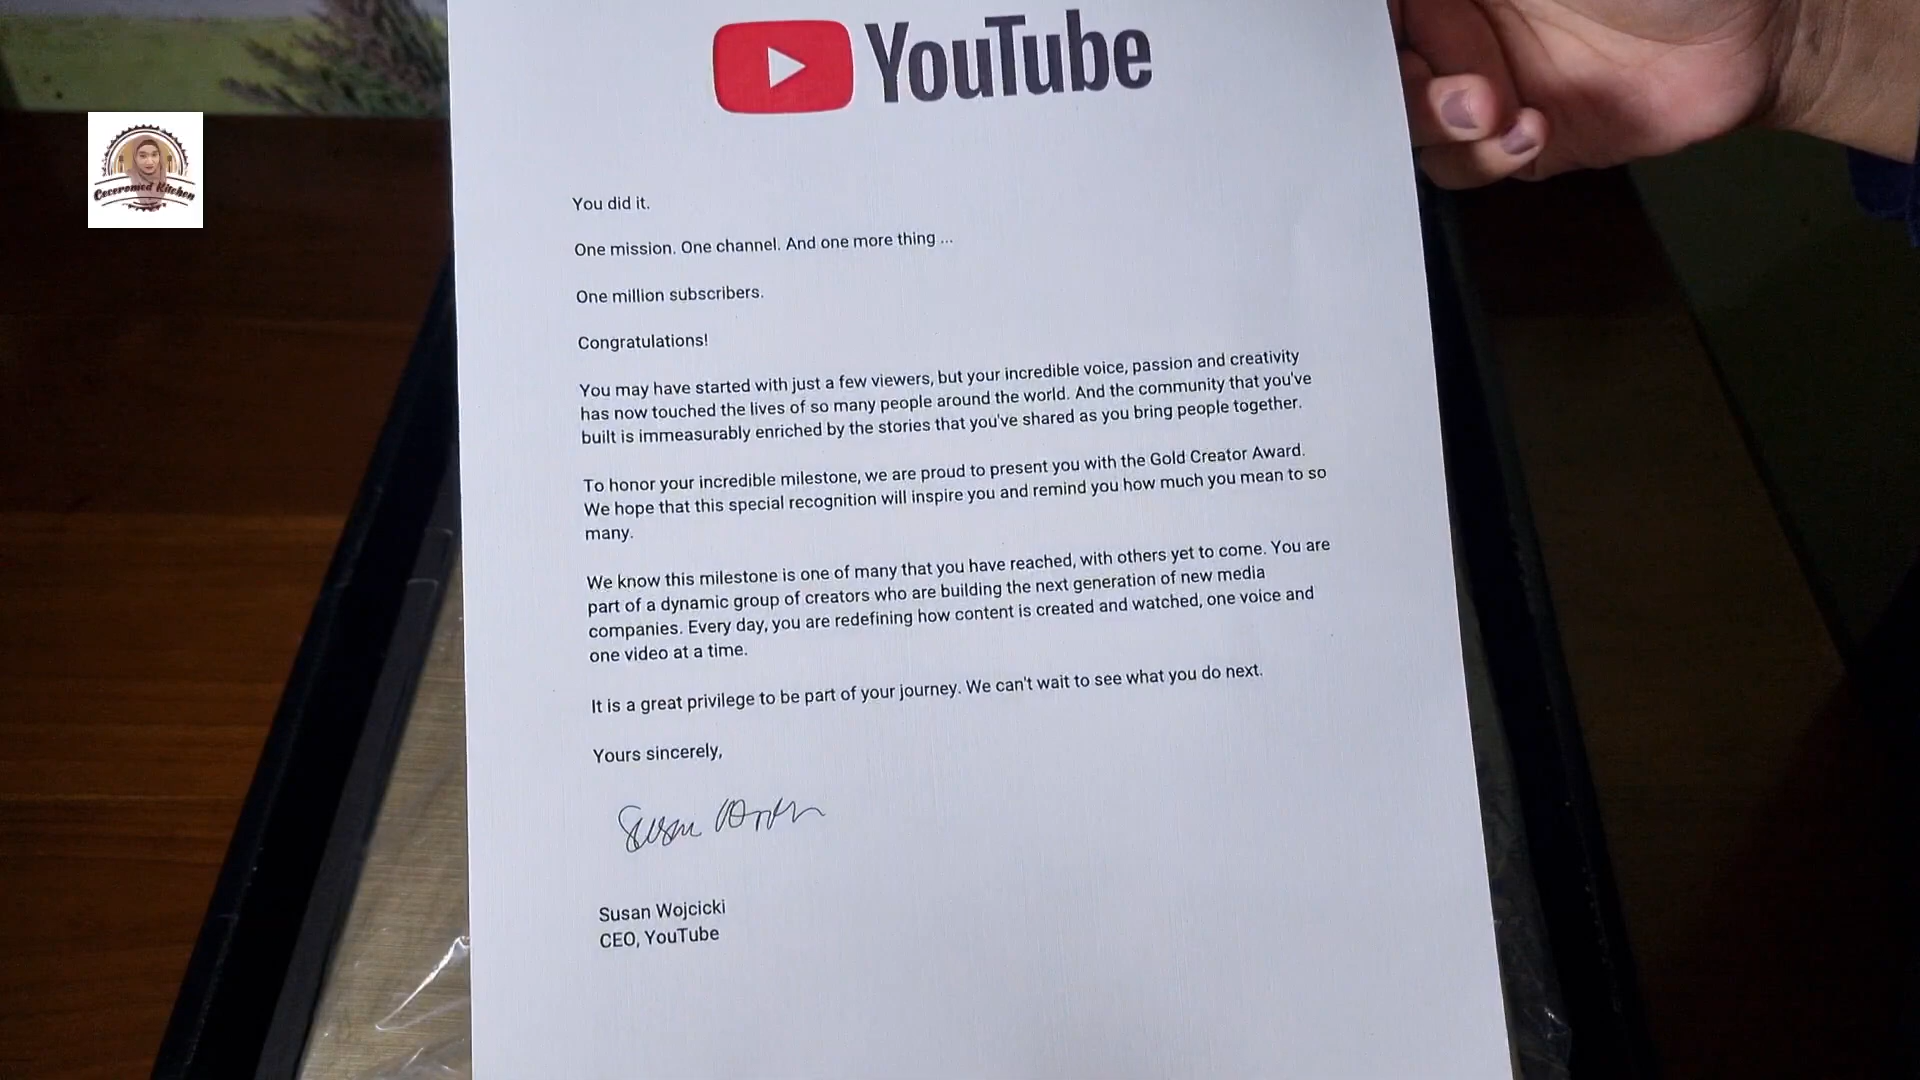 YouTube
Ceceromed Kitchen
You did it.
One mission. One channel. And one more thing ...
One million subscribers.
Congratulations!
You may have started with just a few viewers, but your incredible voice, passion and creativity
has now touched the lives of so many people around the world. And the community that you've
built is immeasurably enriched by the stories that you've shared as you bring people together.
To honor your incredible milestone, we are proud to present you with the Gold Creator Award.
We hope that this special recognition will inspire you and remind you how much you mean to so
many.
We know this milestone is one of many that you have reached, with others yet to come. You are
part of a dynamic group of creators who are building the next generation of new media
companies. Every day, you are redefining how content is created and watched, one voice and
one video at a time.
It is a great privilege to be part of your journey. We can't wait to see what you do next.
Yours sincerely,
Susan Wojcicki
CEO, YouTube